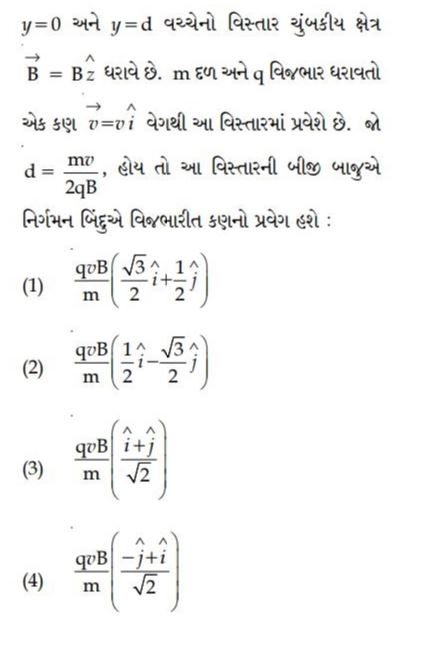 y=0 અને y=d વચ્ચેનો વિસ્તાર ચુંબકીય ક્ષેત્ર
$\overrightarrow{B} = B\hat{z}$ ધરાવે છે. m દળ અને q વિજભાર ધરાવતો
એક કણ $\overrightarrow{v}=v\hat{i}$ વેગથી આ વિસ્તારમાં પ્રવેશે છે. જો
$d = \frac{mv}{2qB}$, હોય તો આ વિસ્તારની બીજી બાજુએ
નિર્ગમન બિંદુએ વિજભારીત કણનો પ્રવેગ હશે :
(1) $\frac{qvB}{m}\left(\frac{\sqrt{3}}{2}\hat{i}+\frac{1}{2}\hat{j}\right)$
(2) $\frac{qvB}{m}\left(\frac{1}{2}\hat{i}-\frac{\sqrt{3}}{2}\hat{j}\right)$
(3) $\frac{qvB}{m}\left(\frac{\hat{i}+\hat{j}}{\sqrt{2}}\right)$
(4) $\frac{qvB}{m}\left(\frac{-\hat{j}+\hat{i}}{\sqrt{2}}\right)$